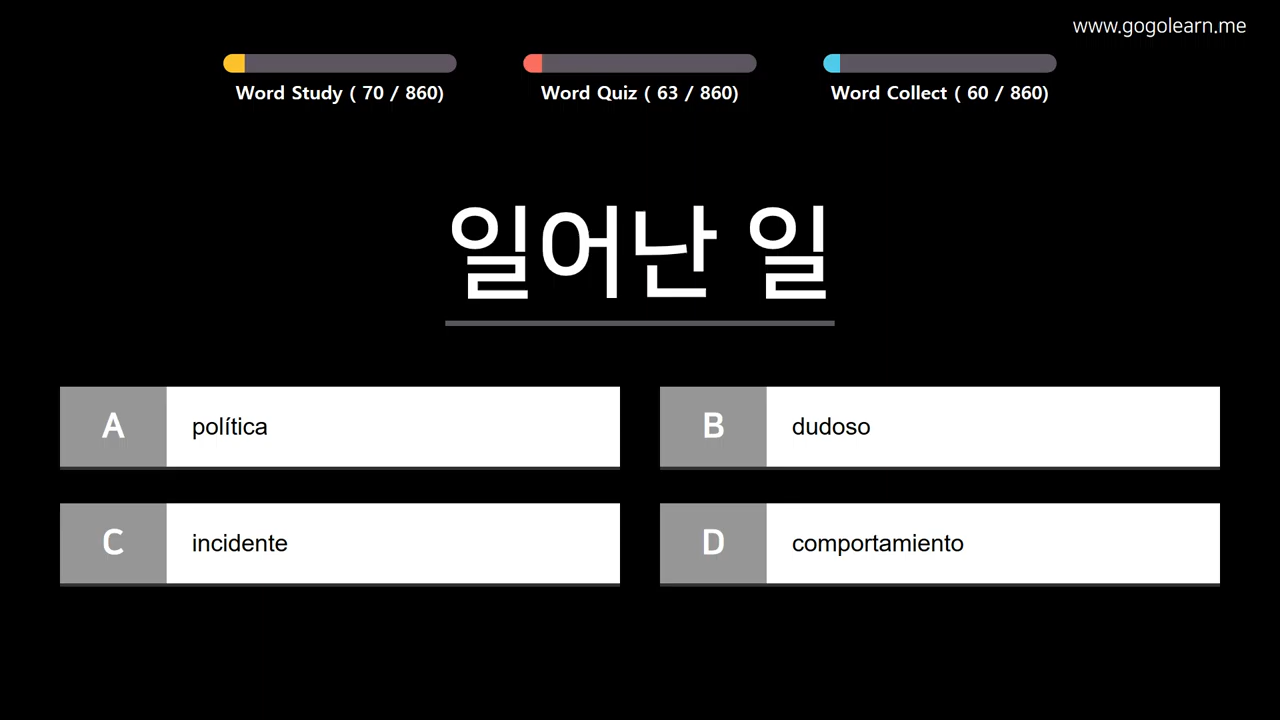 www.gogolearn.me
Word Study ( 70 / 860)
Word Quiz ( 63 / 860)
Word Collect ( 60 / 860)
일어난 일
A política
B dudoso
C incidente
D comportamiento